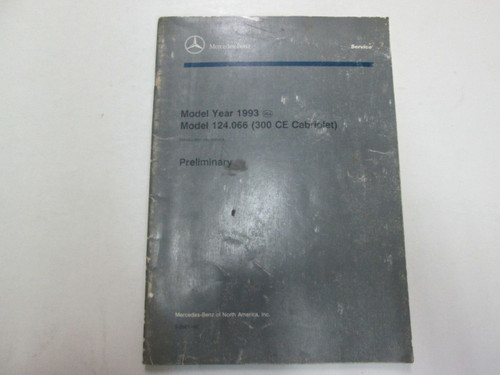 Mercedes-Benz
Service
Model Year 1993
Model 124.066 (300 CE Cabriolet)
Preliminary
Mercedes-Benz of North America, Inc.